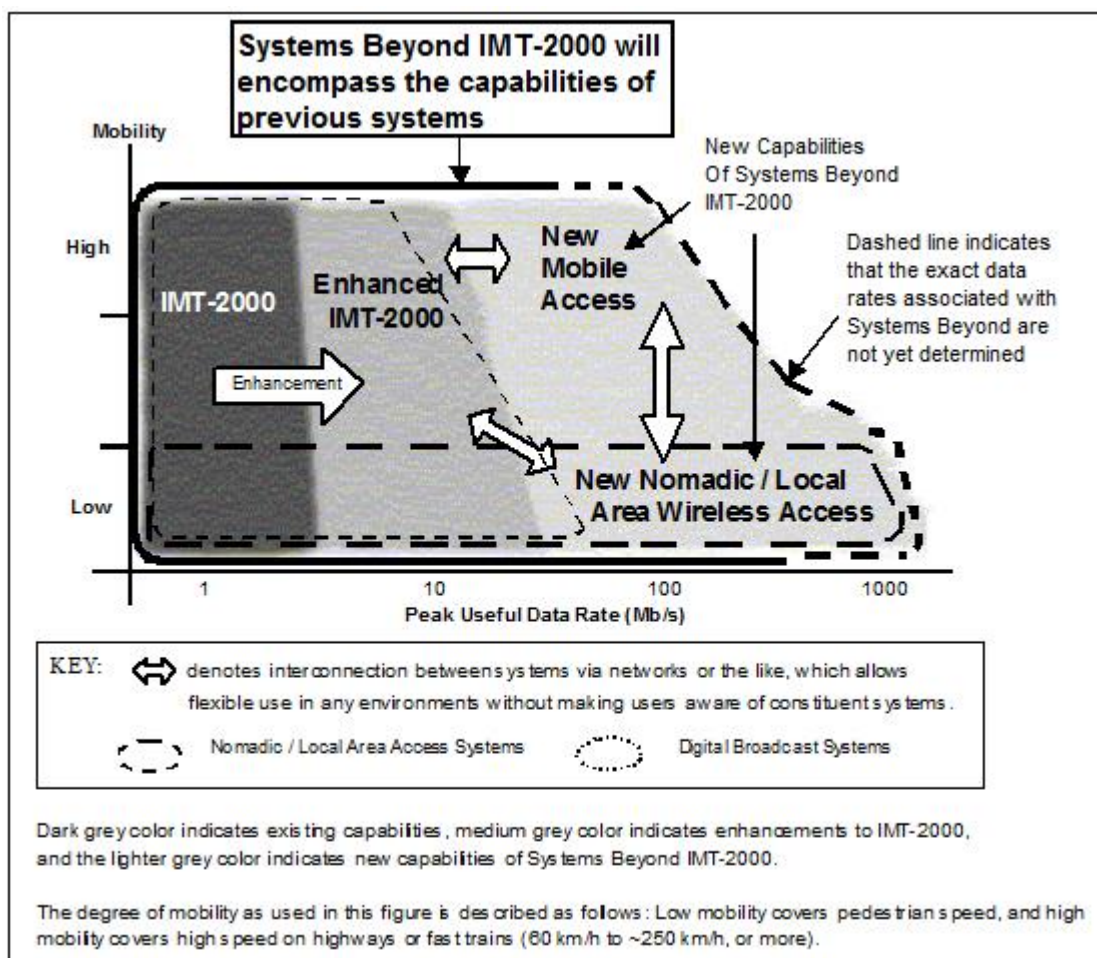 Systems Beyond IMT-2000 will
encompass the capabilities of
previous systems
Mobility
New Capabilities
Of Systems Beyond
IMT-2000
High
New
Mobile
Access
Dashed line indicates
that the exact data
rates associated with
Systems Beyond are
not yet determined
IMT-2000
Enhanced
IMT-2000
Enhancement
Low
New Nomadic / Local
Area Wireless Access
1 10 100 1000
Peak Useful Data Rate (Mb/s)
KEY:
denotes interconnection between systems via networks or the like, which allows
flexible use in any environments without making users aware of constituent systems.
Nomadic / Local Area Access Systems Digital Broadcast Systems
Dark grey color indicates existing capabilities, medium grey color indicates enhancements to IMT-2000,
and the lighter grey color indicates new capabilities of Systems Beyond IMT-2000.
The degree of mobility as used in this figure is described as follows: Low mobility covers pedestrian speed, and high
mobility covers high speed on highways or fast trains (60 km/h to ~250 km/h, or more).